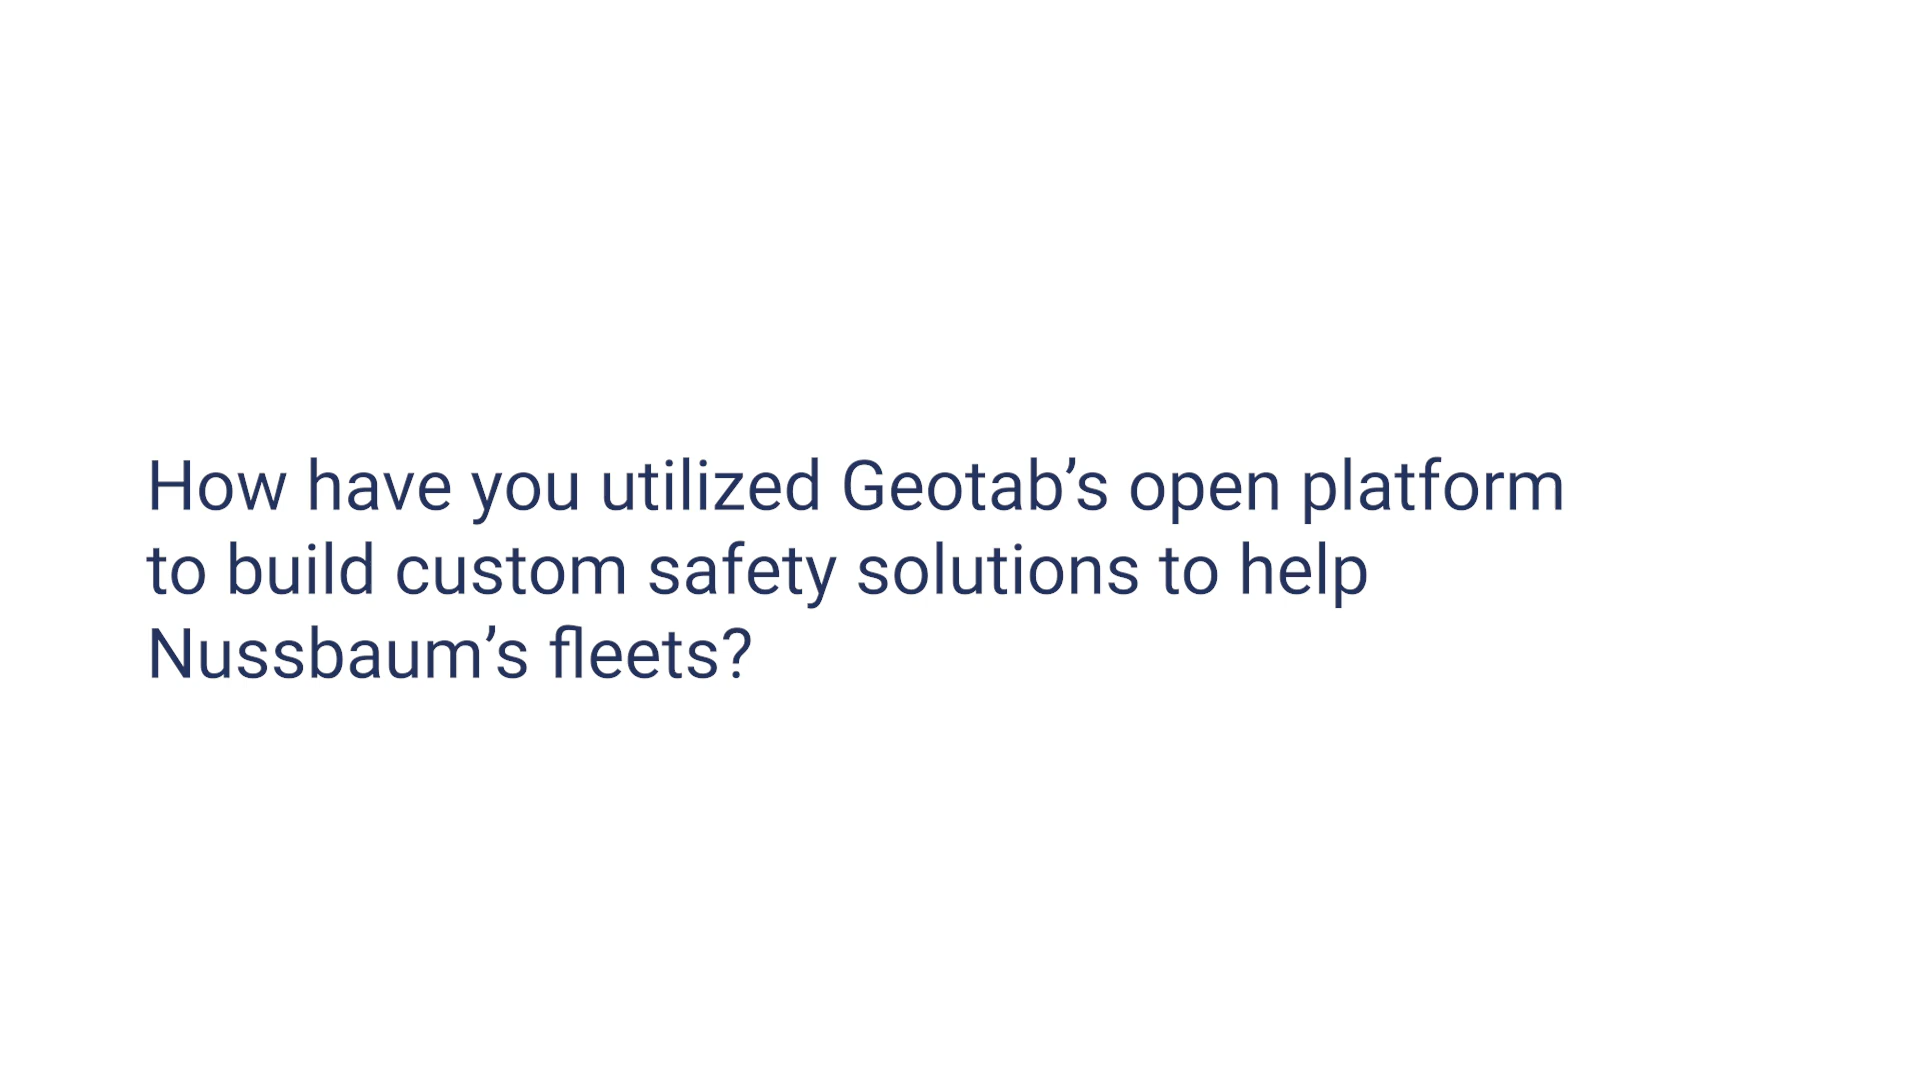 How have you utilized Geotab’s open platform
to build custom safety solutions to help
Nussbaum’s fleets?